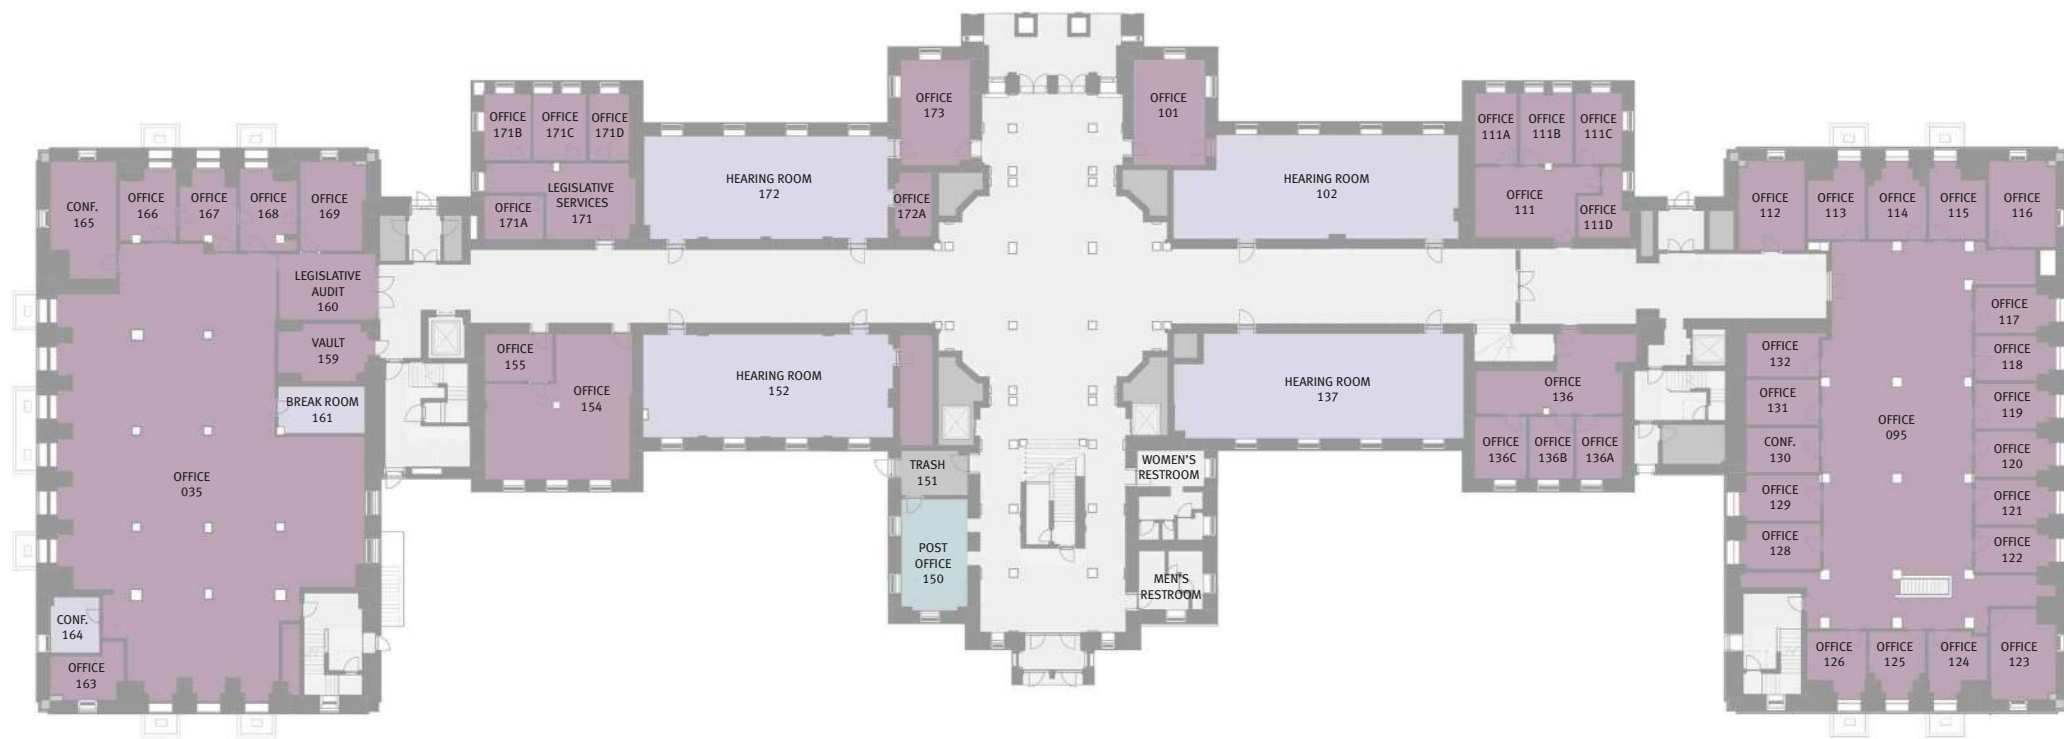 OFFICE
173
OFFICE
101
OFFICE
171B
OFFICE
171C
OFFICE
171D
OFFICE
111A
OFFICE
111B
OFFICE
111C
HEARING ROOM
172
HEARING ROOM
102
CONF.
165
OFFICE
166
OFFICE
167
OFFICE
168
OFFICE
169
LEGISLATIVE
SERVICES
171
OFFICE
171A
OFFICE
172A
OFFICE
111
OFFICE
111D
OFFICE
112
OFFICE
113
OFFICE
114
OFFICE
115
OFFICE
116
LEGISLATIVE
AUDIT
160
VAULT
159
BREAK ROOM
161
OFFICE
155
OFFICE
154
HEARING ROOM
152
HEARING ROOM
137
OFFICE
136
OFFICE
136C
OFFICE
136B
OFFICE
136A
OFFICE
132
OFFICE
131
CONF.
130
OFFICE
129
OFFICE
128
OFFICE
095
OFFICE
117
OFFICE
118
OFFICE
119
OFFICE
120
OFFICE
121
OFFICE
122
OFFICE
035
TRASH
151
POST
OFFICE
150
WOMEN'S
RESTROOM
MEN'S
RESTROOM
CONF.
164
OFFICE
163
OFFICE
126
OFFICE
125
OFFICE
124
OFFICE
123